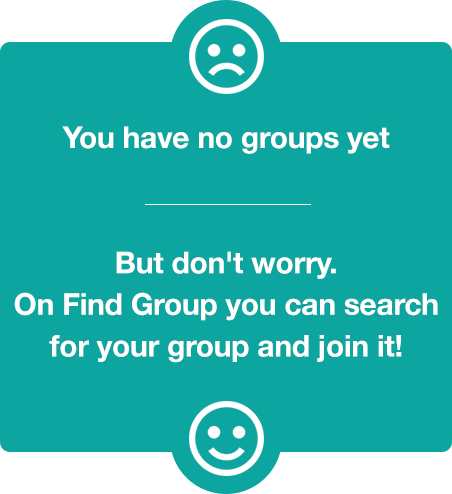 You have no groups yet
But don't worry.
On Find Group you can search
for your group and join it!